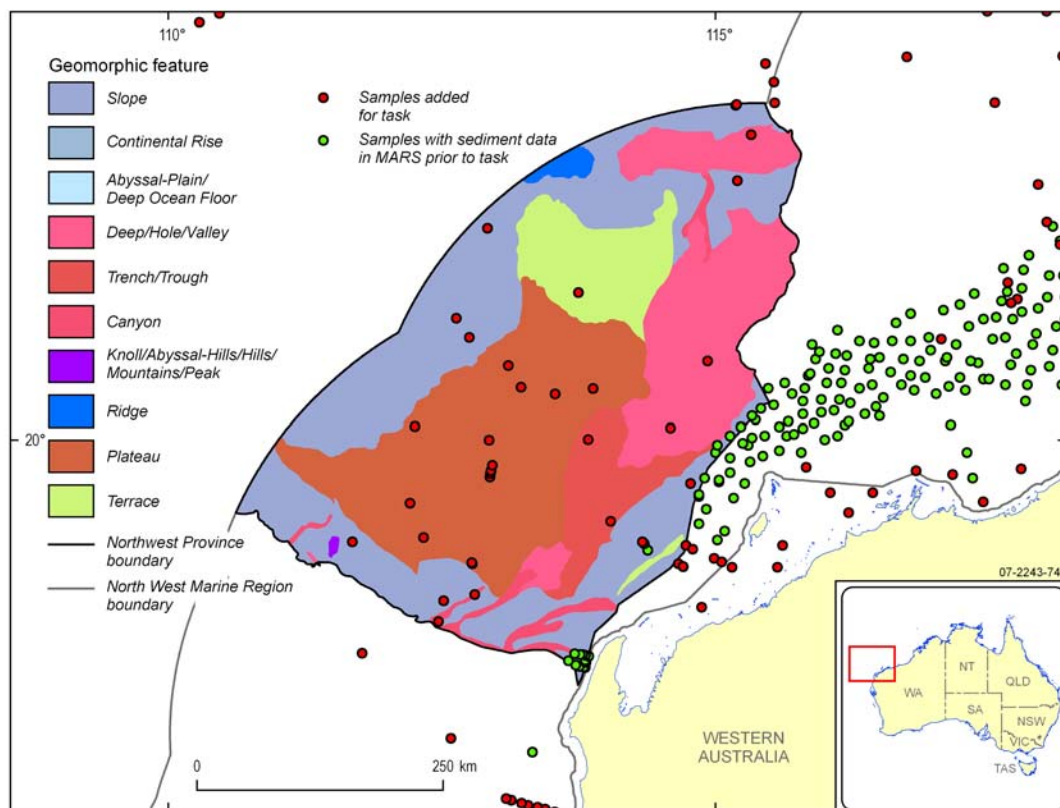 110°
115°
Geomorphic feature
Slope
Continental Rise
Abyssal-Plain/
Deep Ocean Floor
Deep/Hole/Valley
Trench/Trough
Canyon
Knoll/Abyssal-Hills/Hills/
Mountains/Peak
Ridge
Plateau
Terrace
Northwest Province
boundary
North West Marine Region
boundary
Samples added
for task
Samples with sediment data
in MARS prior to task
20°
20°
0
250 km
WESTERN
AUSTRALIA
07-2243-74
WA
NT
SA
QLD
NSW
VIC
TAS